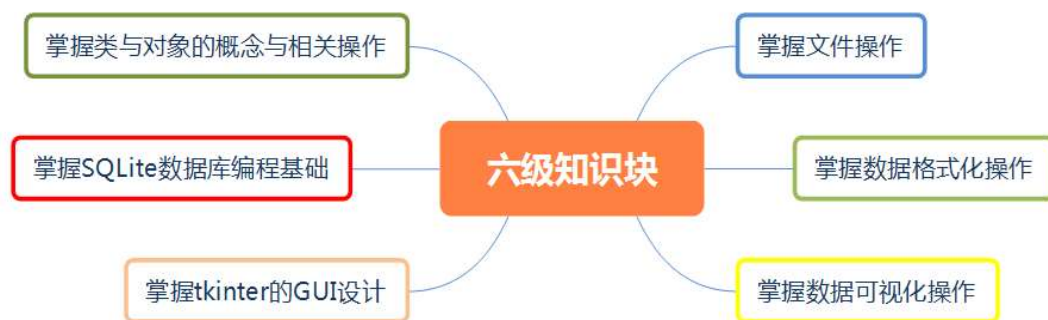 掌握类与对象的概念与相关操作
掌握文件操作
掌握SQLite数据库编程基础
六级知识块
掌握数据格式化操作
掌握tkinter的GUI设计
掌握数据可视化操作